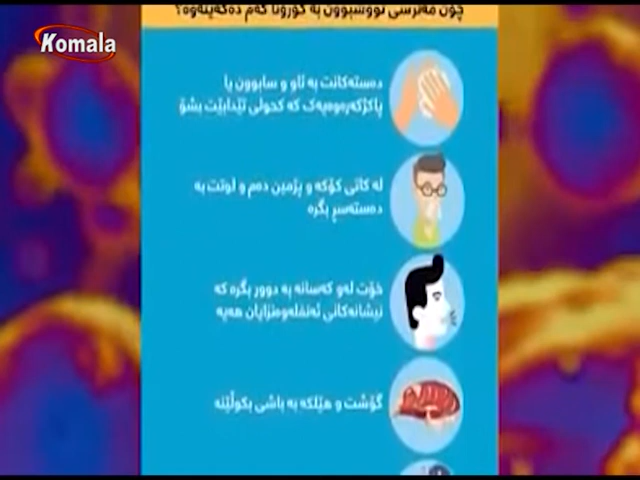 Komala
چۆن مەترسی تووشبوون بە کۆرۆنا کەم دەکەینەوە؟
دەستەکانت بە ئاو و سابوون یا
پاکژکەرەوەیەک کە کحولی تێدابێت بشۆ
لە کاتی کۆکە و پژمین دەم و لوتت بە
دەستەسڕ بگرە
خۆت لەو کەسانە بە دوور بگرە کە
نیشانەکانی ئەنفلەوەنزایان هەیە
گۆشت و هێلکە بە باشی بکوڵێنە